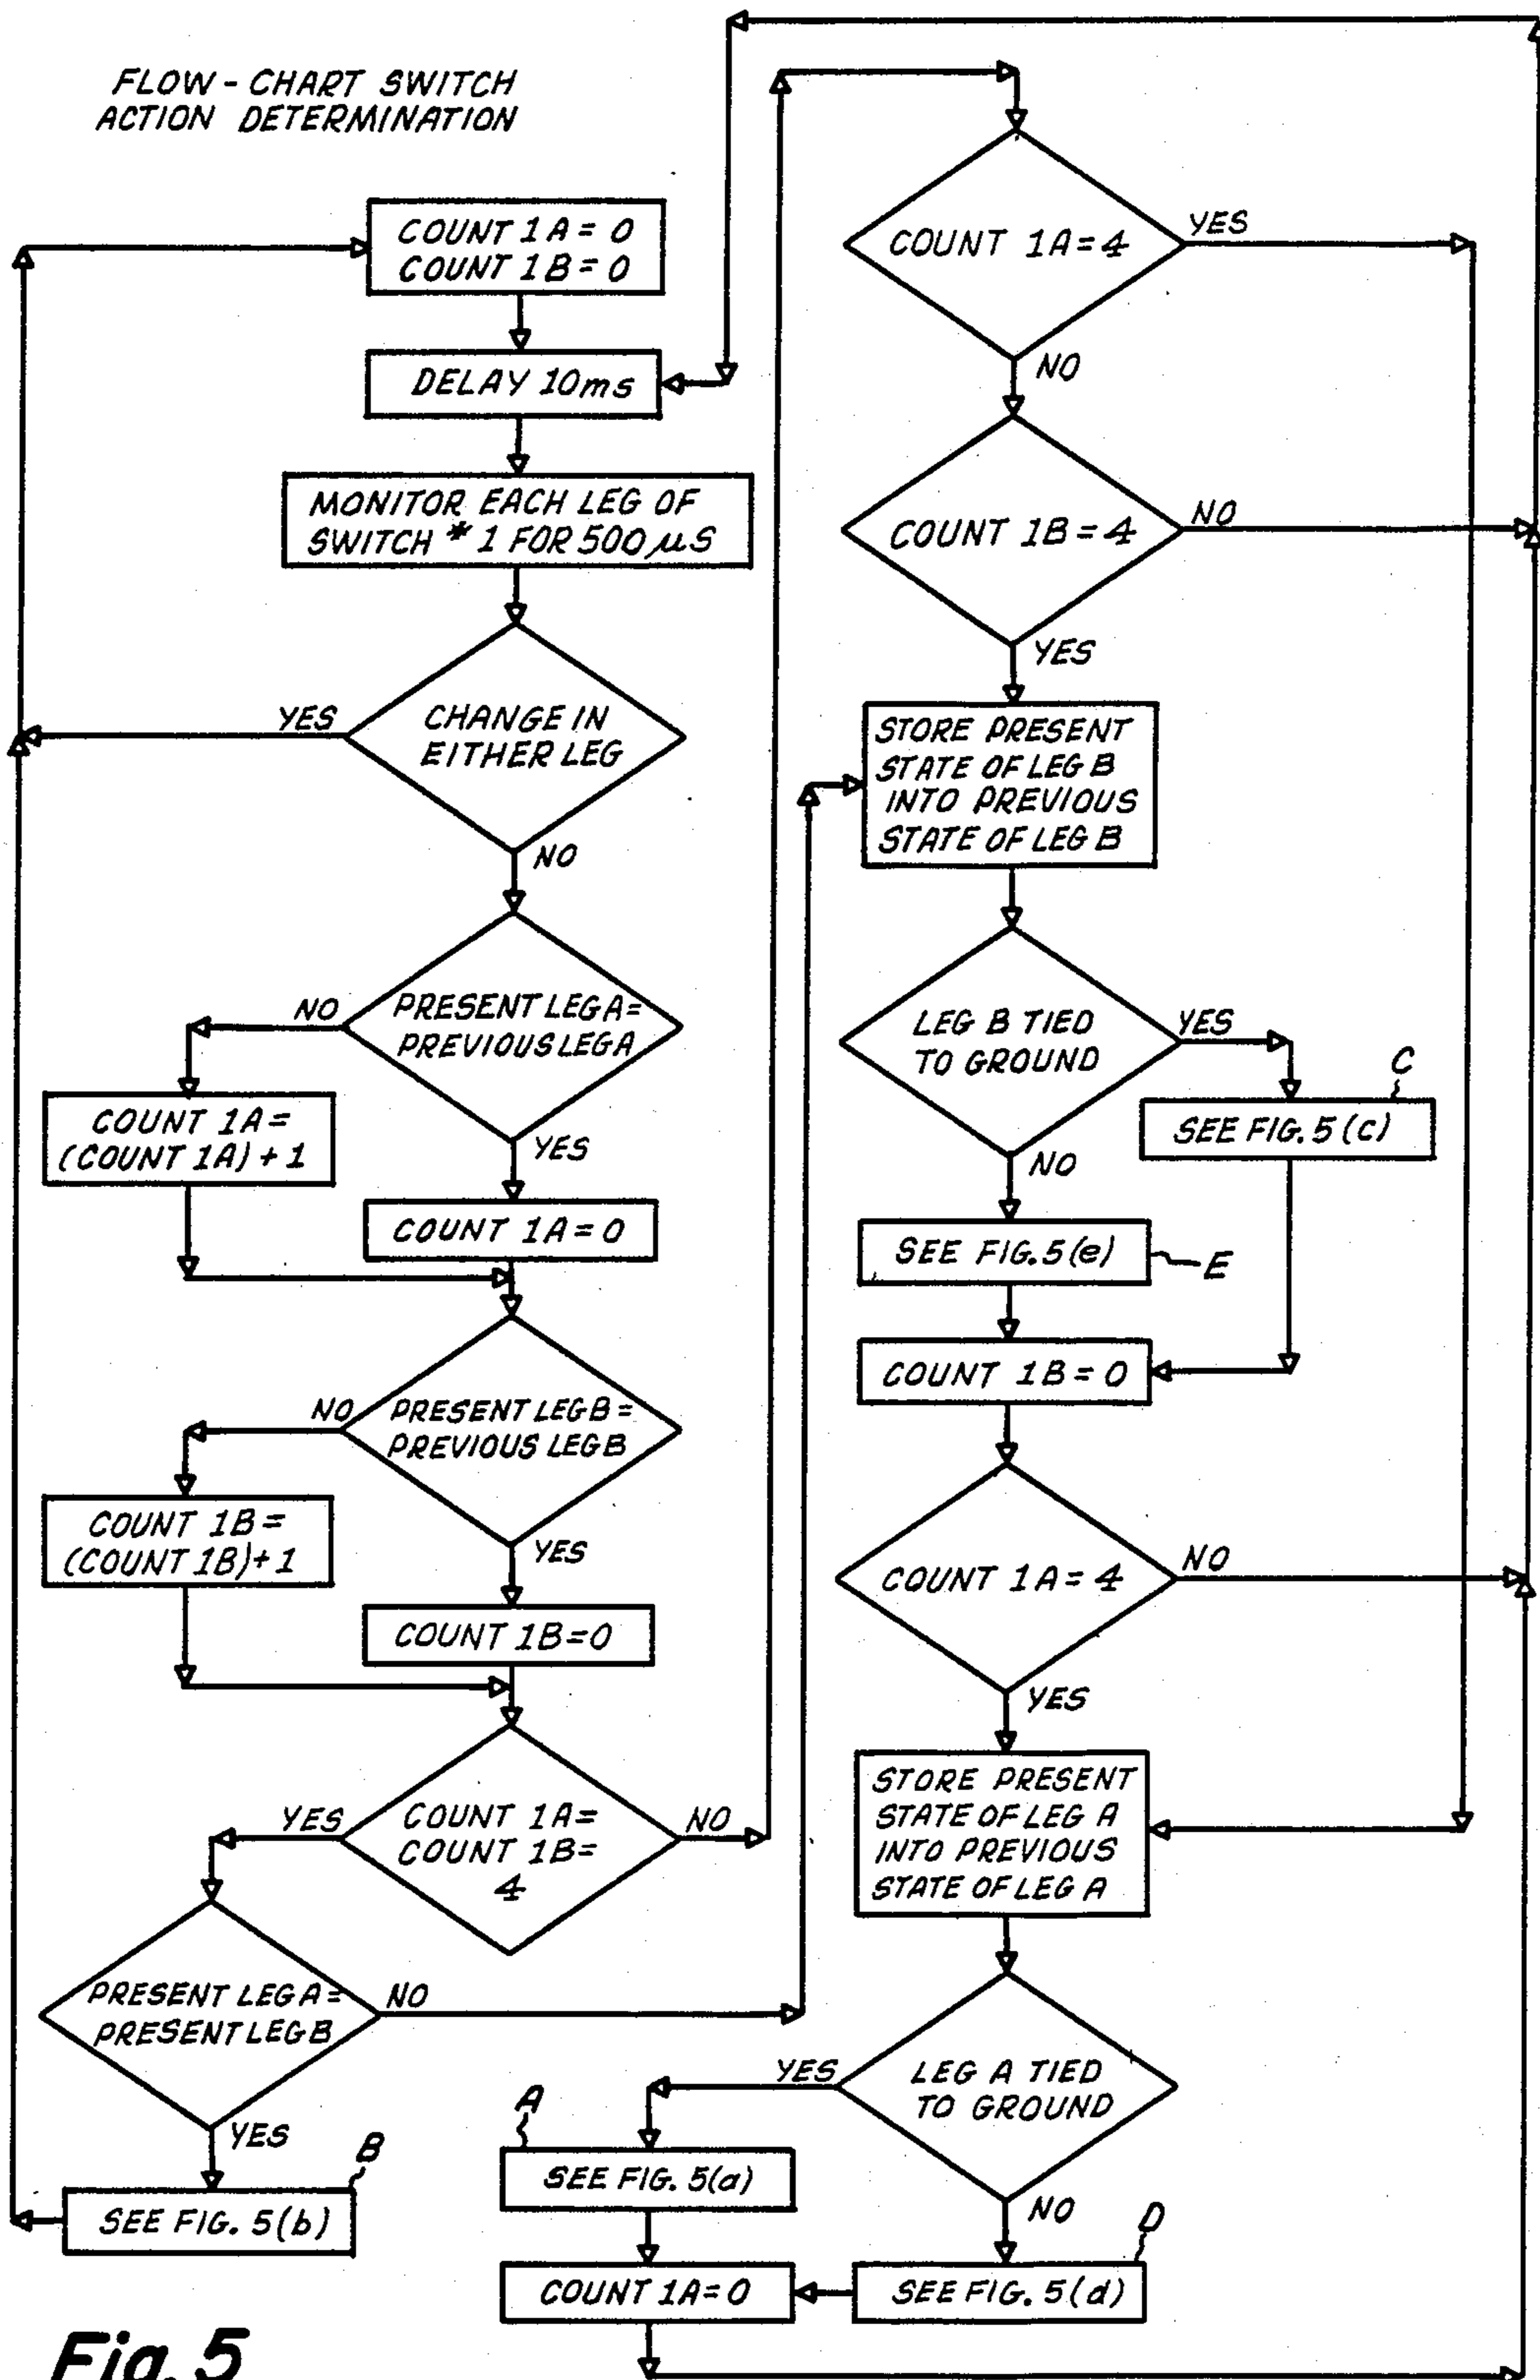 FLOW-CHART SWITCH
ACTION DETERMINATION
COUNT 1A = 0
COUNT 1B = 0
DELAY 10ms
MONITOR EACH LEG OF
SWITCH * 1 FOR 500 μS
CHANGE IN
EITHER LEG
YES
NO
PRESENT LEG A =
PREVIOUS LEG A
NO
YES
COUNT 1A =
(COUNT 1A) + 1
COUNT 1A = 0
PRESENT LEG B =
PREVIOUS LEG B
NO
YES
COUNT 1B =
(COUNT 1B) + 1
COUNT 1B = 0
COUNT 1A =
COUNT 1B =
4
YES
NO
PRESENT LEG A =
PRESENT LEG B
NO
YES
B
SEE FIG. 5(b)
COUNT 1A = 4
YES
NO
COUNT 1B = 4
NO
YES
STORE PRESENT
STATE OF LEG B
INTO PREVIOUS
STATE OF LEG B
LEG B TIED
TO GROUND
YES
NO
C
SEE FIG. 5(c)
SEE FIG. 5(e)
E
COUNT 1B = 0
COUNT 1A = 4
NO
YES
STORE PRESENT
STATE OF LEG A
INTO PREVIOUS
STATE OF LEG A
LEG A TIED
TO GROUND
YES
NO
A
SEE FIG. 5(a)
D
SEE FIG. 5(d)
COUNT 1A = 0
Fig. 5